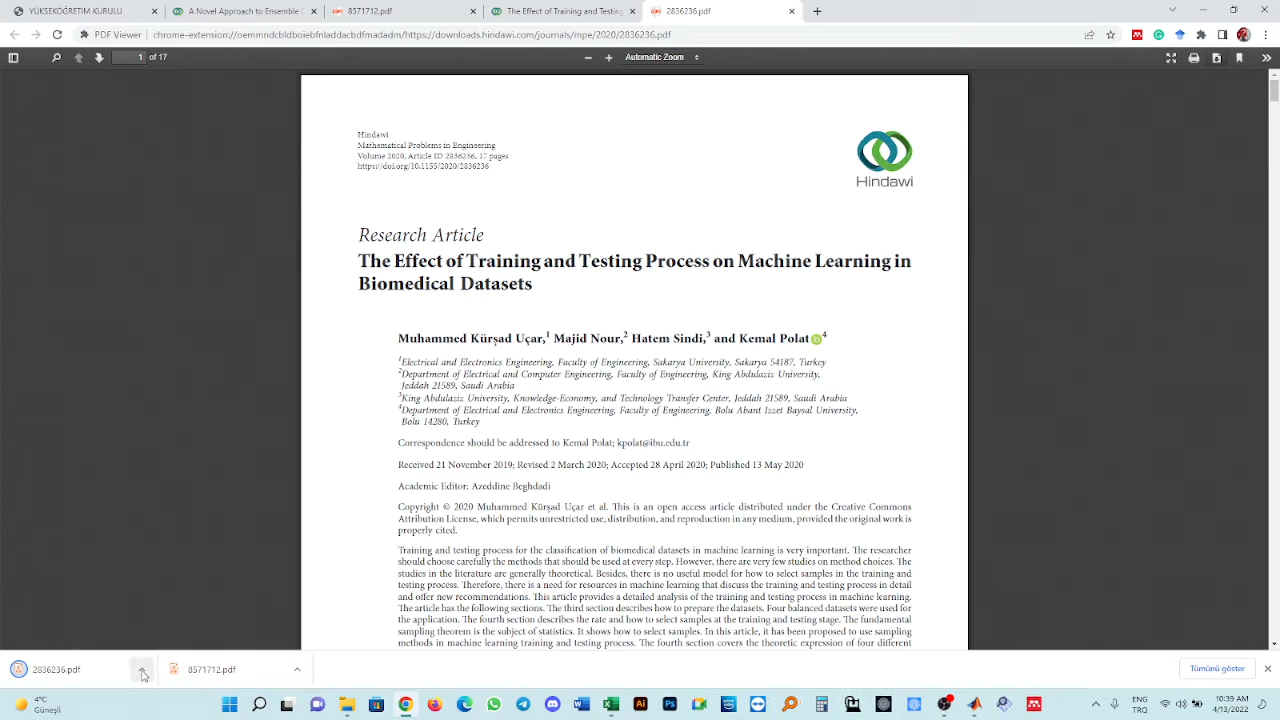 YÜKSEKÖĞRETİM KURULU
A Novel Approach to Ensemble C
8571712.pdf
The Effect of Training and Testing
2836236.pdf
PDF Viewer
chrome-extension://oemmndcbldboiebfnladdacbdfmadadm/https://downloads.hindawi.com/journals/mpe/2020/2836236.pdf
1 of 17
Automatic Zoom
Hindawi
Mathematical Problems in Engineering
Volume 2020, Article ID 2836236, 17 pages
https://doi.org/10.1155/2020/2836236
Hindawi
Research Article
The Effect of Training and Testing Process on Machine Learning in
Biomedical Datasets
Muhammed Kürşad Uçar,1 Majid Nour,2 Hatem Sindi,3 and Kemal Polat 4
1Electrical and Electronics Engineering, Faculty of Engineering, Sakarya University, Sakarya 54187, Turkey
2Department of Electrical and Computer Engineering, Faculty of Engineering, King Abdulaziz University,
Jeddah 21589, Saudi Arabia
3King Abdulaziz University, Knowledge-Economy, and Technology Transfer Center, Jeddah 21589, Saudi Arabia
4Department of Electrical and Electronics Engineering, Faculty of Engineering, Bolu Abant Izzet Baysal University,
Bolu 14280, Turkey
Correspondence should be addressed to Kemal Polat; kpolat@ibu.edu.tr
Received 21 November 2019; Revised 2 March 2020; Accepted 28 April 2020; Published 13 May 2020
Academic Editor: Azeddine Beghdadi
Copyright © 2020 Muhammed Kürşad Uçar et al. This is an open access article distributed under the Creative Commons
Attribution License, which permits unrestricted use, distribution, and reproduction in any medium, provided the original work is
properly cited.
Training and testing process for the classification of biomedical datasets in machine learning is very important. The researcher
should choose carefully the methods that should be used at every step. However, there are very few studies on method choices. The
studies in the literature are generally theoretical. Besides, there is no useful model for how to select samples in the training and
testing process. Therefore, there is a need for resources in machine learning that discuss the training and testing process in detail
and offer new recommendations. This article provides a detailed analysis of the training and testing process in machine learning.
The article has the following sections. The third section describes how to prepare the datasets. Four balanced datasets were used for
the application. The fourth section describes the rate and how to select samples at the training and testing stage. The fundamental
sampling theorem is the subject of statistics. It shows how to select samples. In this article, it has been proposed to use sampling
methods in machine learning training and testing process. The fourth section covers the theoretic expression of four different
2836236.pdf
8571712.pdf
Tümünü göster
4°C
Güneşli
ENG
TRQ
10:39 AM
4/13/2022